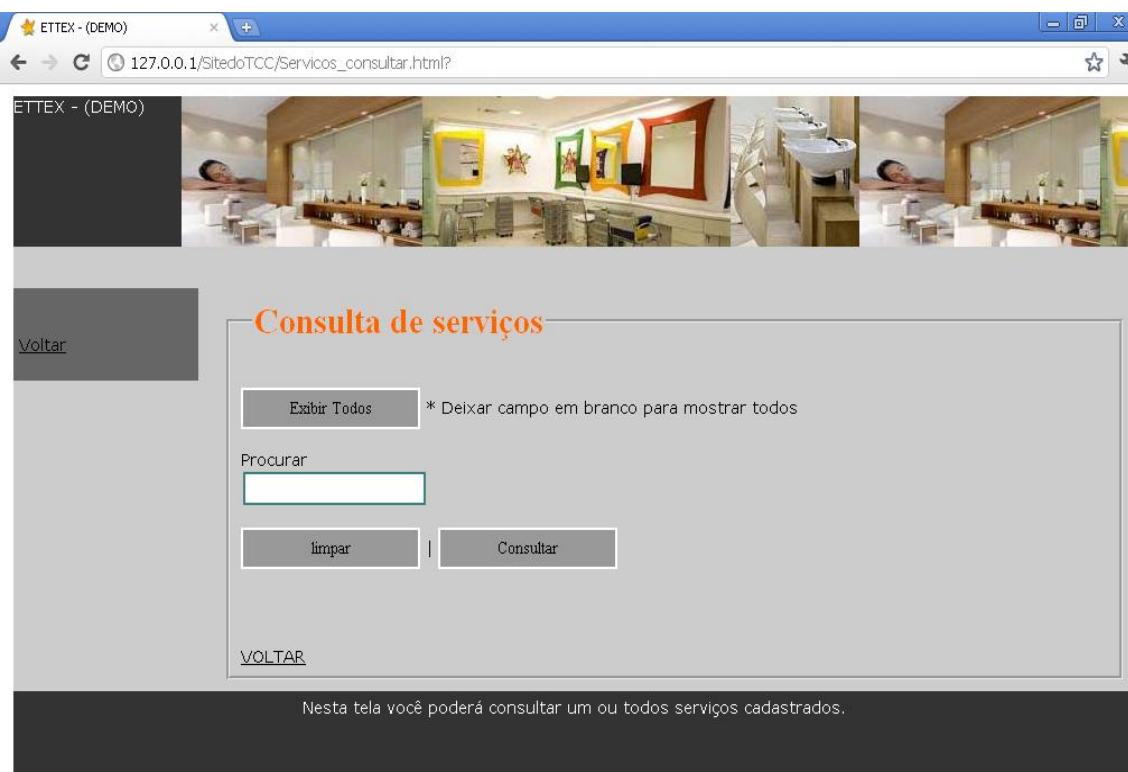 ETTEX - (DEMO)
127.0.0.1/SitedoTCC/Servicos_consultar.html?
ETTEX - (DEMO)
Voltar
Consulta de serviços
Exibir Todos * Deixar campo em branco para mostrar todos
Procurar
limpar | Consultar
VOLTAR
Nesta tela você poderá consultar um ou todos serviços cadastrados.